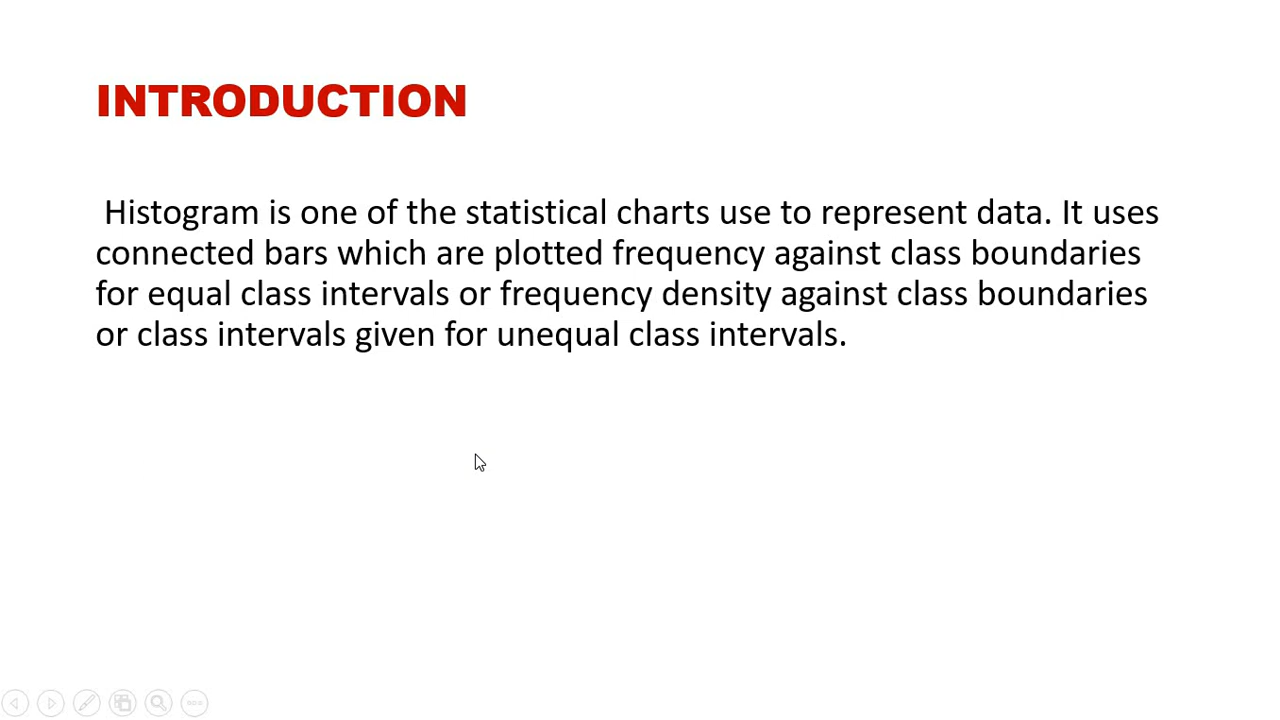 INTRODUCTION
Histogram is one of the statistical charts use to represent data. It uses
connected bars which are plotted frequency against class boundaries
for equal class intervals or frequency density against class boundaries
or class intervals given for unequal class intervals.